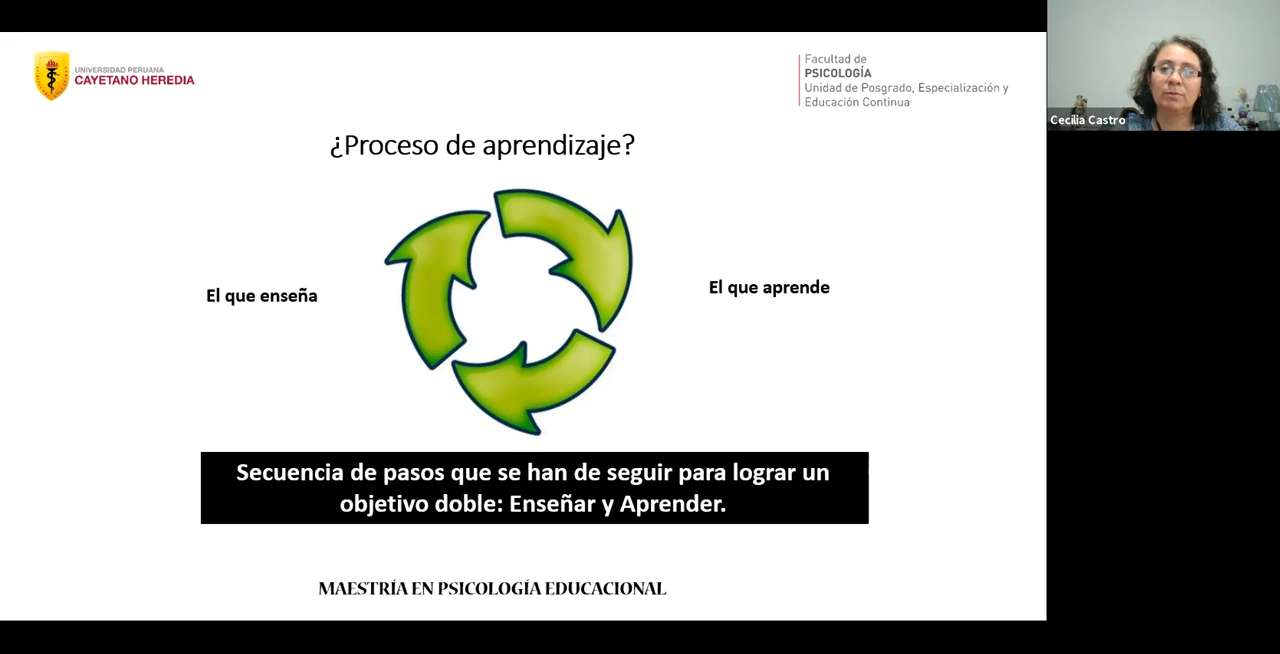 UNIVERSIDAD PERUANA
CAYETANO HEREDIA
Facultad de
PSICOLOGÍA
Unidad de Posgrado, Especialización y
Educación Continua
Cecilia Castro
¿Proceso de aprendizaje?
El que enseña
El que aprende
Secuencia de pasos que se han de seguir para lograr un
objetivo doble: Enseñar y Aprender.
MAESTRÍA EN PSICOLOGÍA EDUCACIONAL